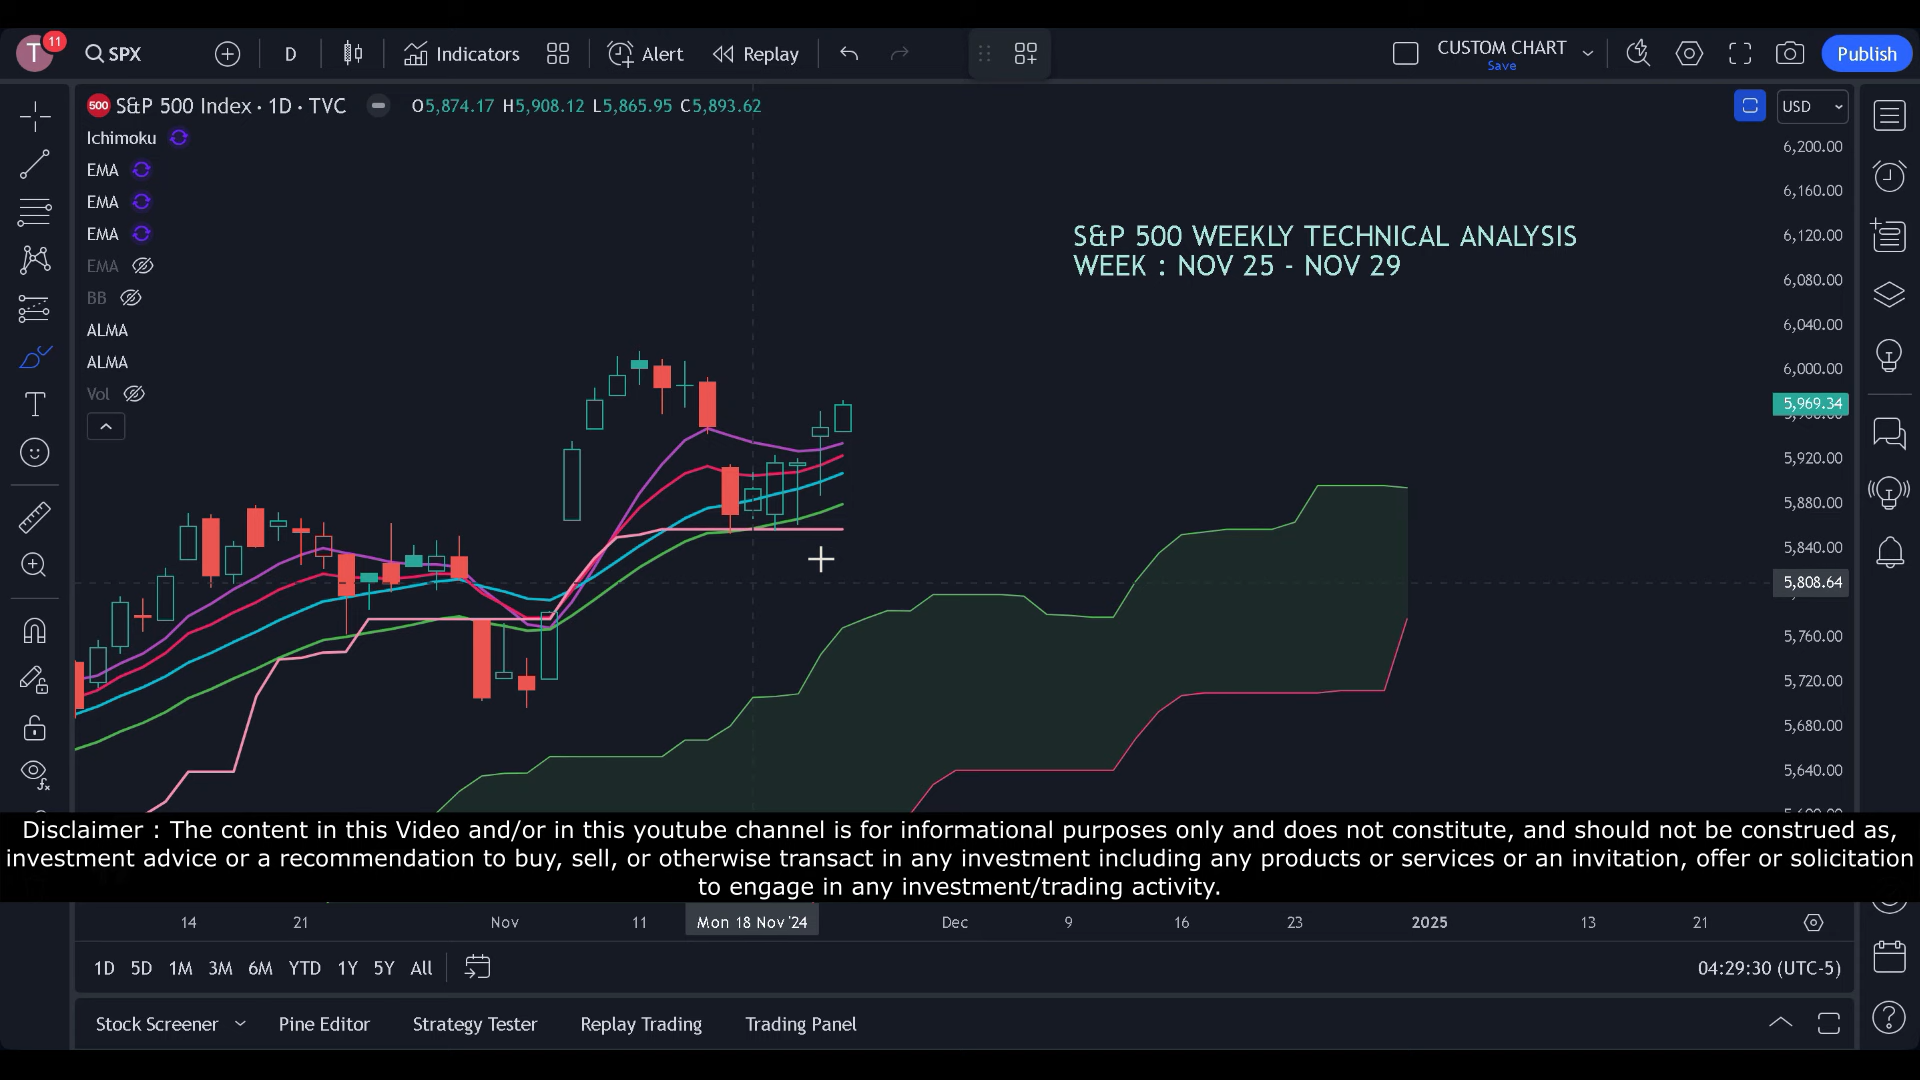 T
11
SPX
D
Indicators
Alert
Replay
CUSTOM CHART
Save
Publish
500
S&P 500 Index · 1D · TVC
O5,874.17 H5,908.12 L5,865.95 C5,893.62
USD
Ichimoku
EMA
EMA
EMA
EMA
BB
ALMA
ALMA
Vol
S&P 500 WEEKLY TECHNICAL ANALYSIS
WEEK : NOV 25 - NOV 29
6,200.00
6,160.00
6,120.00
6,080.00
6,040.00
6,000.00
5,969.34
5,920.00
5,880.00
5,840.00
5,808.64
5,760.00
5,720.00
5,680.00
5,640.00
Disclaimer : The content in this Video and/or in this youtube channel is for informational purposes only and does not constitute, and should not be construed as,
investment advice or a recommendation to buy, sell, or otherwise transact in any investment including any products or services or an invitation, offer or solicitation
to engage in any investment/trading activity.
14 21 Nov 11 Mon 18 Nov '24 Dec 9 16 23 2025 13 21
1D 5D 1M 3M 6M YTD 1Y 5Y All
04:29:30 (UTC-5)
Stock Screener Pine Editor Strategy Tester Replay Trading Trading Panel